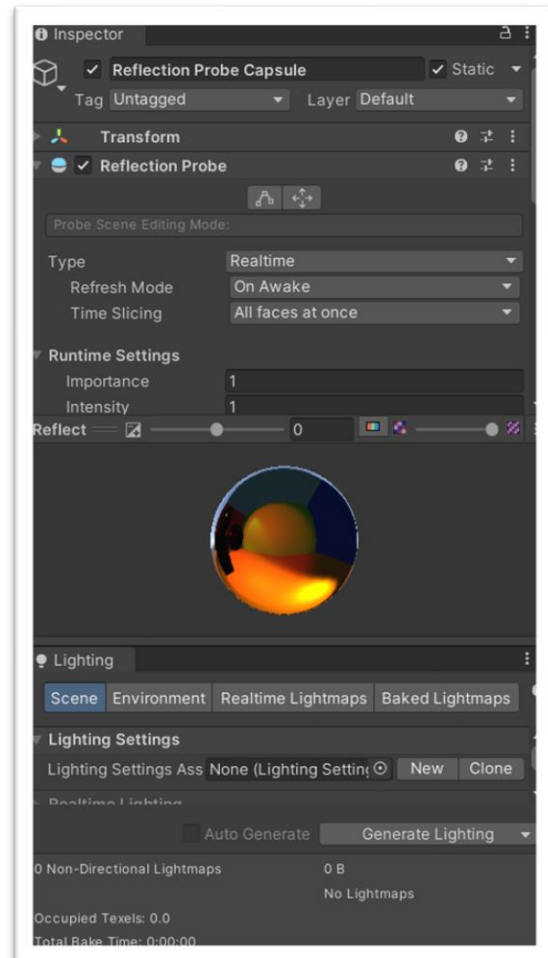 Inspector
Reflection Probe Capsule Static
Tag Untagged Layer Default
Transform
Reflection Probe
Probe Scene Editing Mode:
Type Realtime
Refresh Mode On Awake
Time Slicing All faces at once
Runtime Settings
Importance 1
Intensity 1
Reflect 0
Lighting
Scene Environment Realtime Lightmaps Baked Lightmaps
Lighting Settings
Lighting Settings Ass None (Lighting Setting New Clone
Realtime Lighting
Auto Generate Generate Lighting
0 Non-Directional Lightmaps 0 B
No Lightmaps
Occupied Texels: 0.0
Total Bake Time: 0:00:00